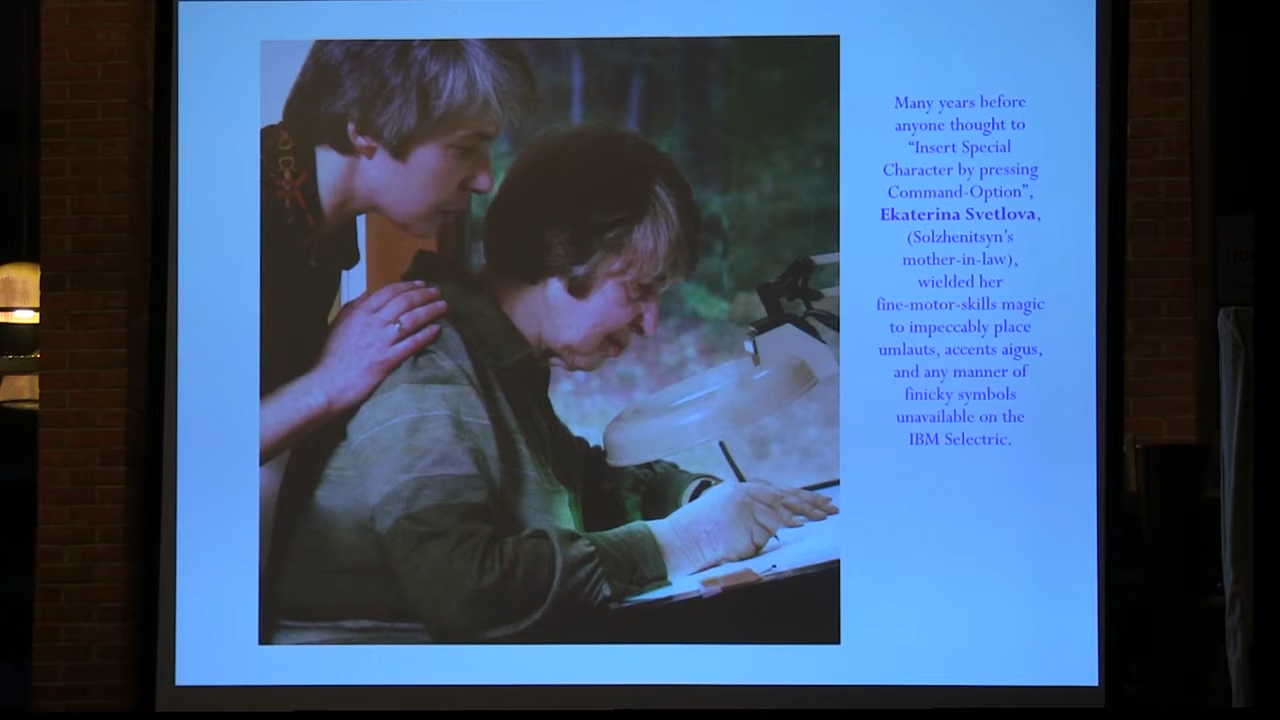 Many years before
anyone thought to
“Insert Special
Character by pressing
Command-Option”,
Ekaterina Svetlova,
(Solzhenitsyn’s
mother-in-law),
wielded her
fine-motor-skills magic
to impeccably place
umlauts, accents aigus,
and any manner of
finicky symbols
unavailable on the
IBM Selectric.